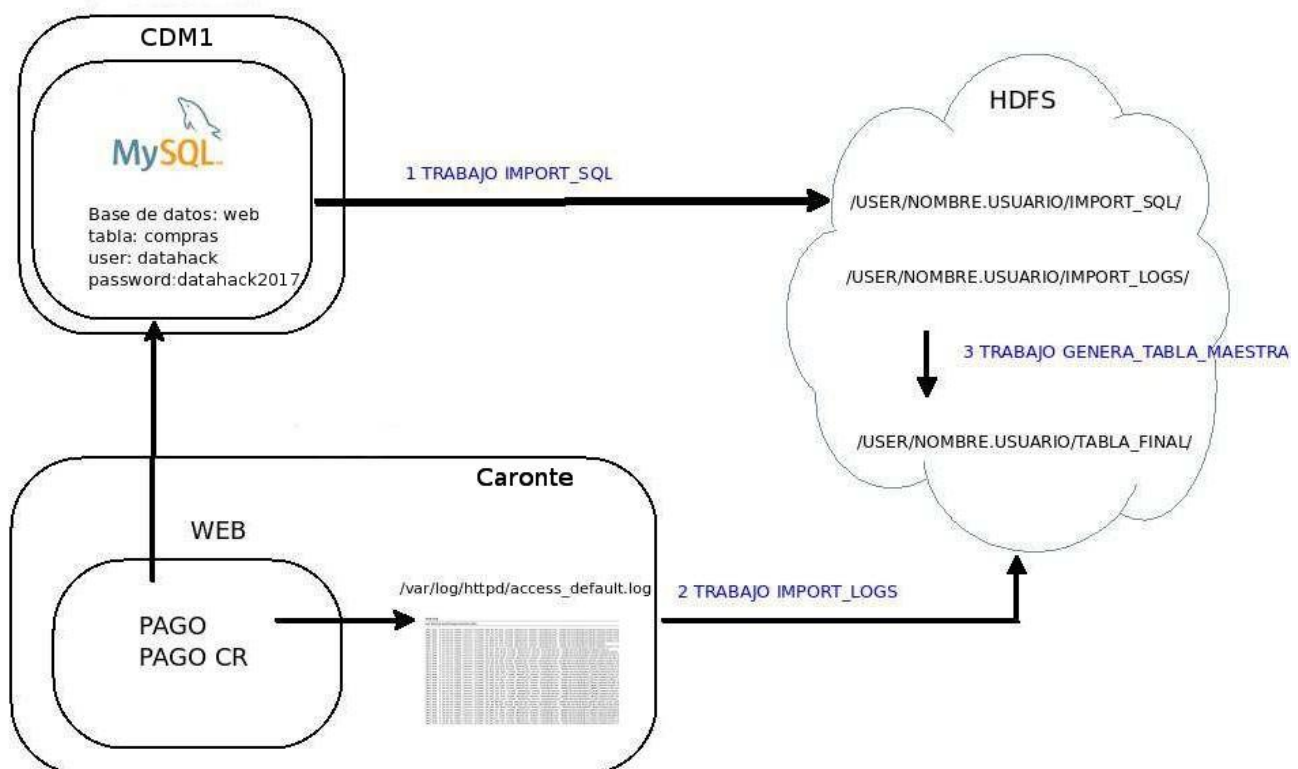 CDM1
MySQL
Base de datos: web
tabla: compras
user: datahack
password:datahack2017
1 TRABAJO IMPORT_SQL
HDFS
/USER/NOMBRE.USUARIO/IMPORT_SQL/
/USER/NOMBRE.USUARIO/IMPORT_LOGS/
3 TRABAJO GENERA_TABLA_MAESTRA
/USER/NOMBRE.USUARIO/TABLA_FINAL/
Caronte
WEB
PAGO
PAGO CR
/var/log/httpd/access_default.log
2 TRABAJO IMPORT_LOGS